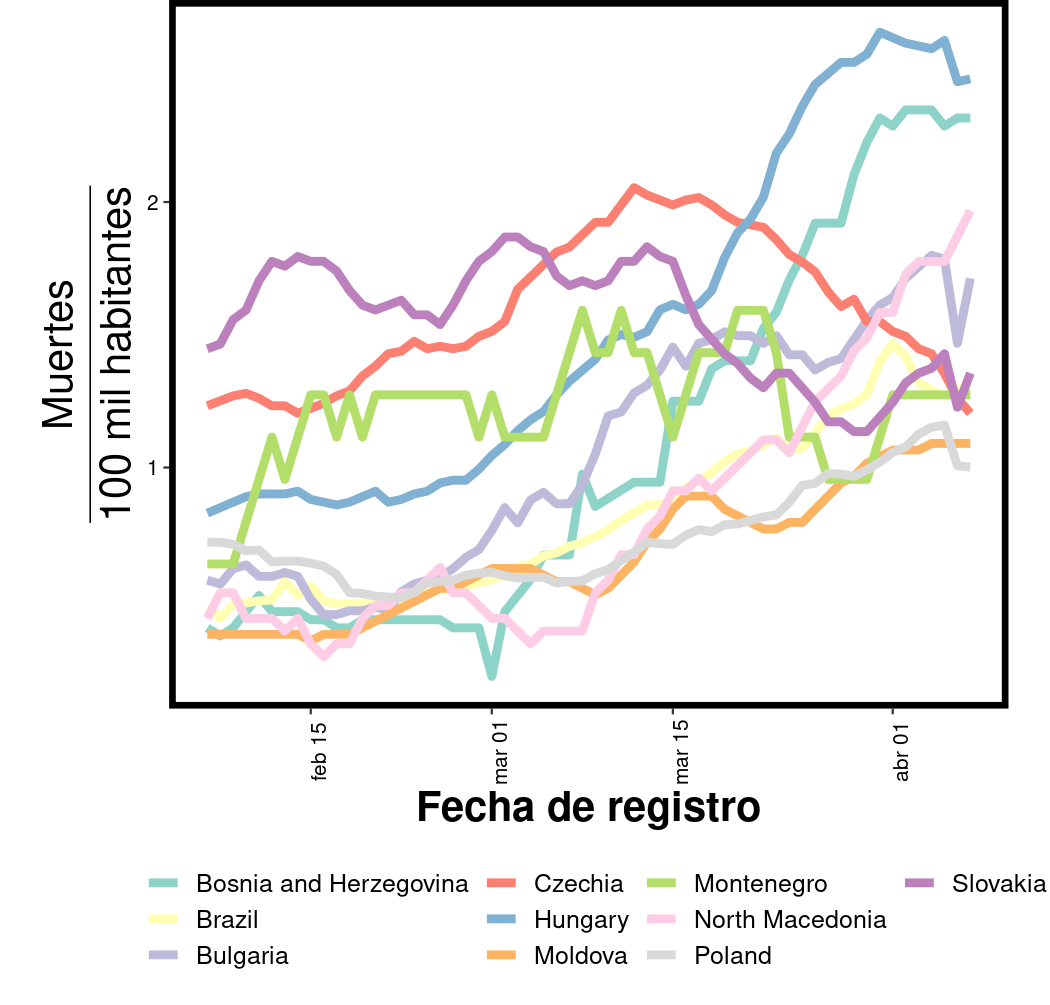 Muertes
100 mil habitantes
2
1
feb 15
mar 01
mar 15
abr 01
Fecha de registro
Bosnia and Herzegovina
Czechia
Montenegro
Slovakia
Brazil
Hungary
North Macedonia
Bulgaria
Moldova
Poland